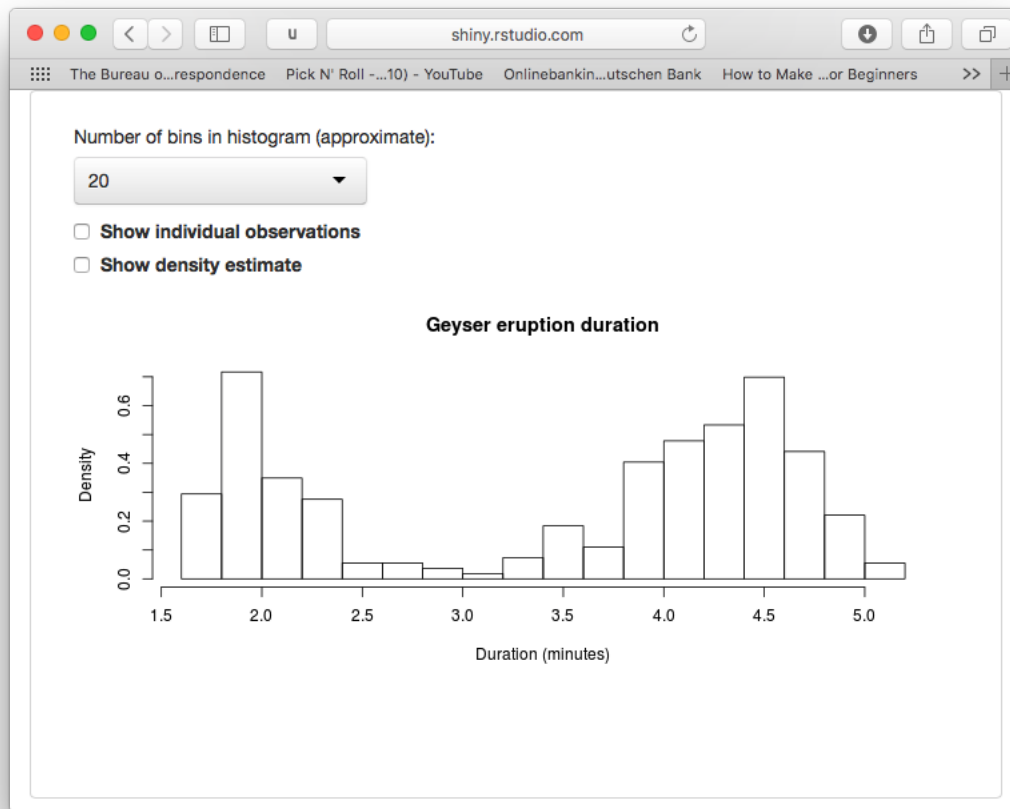 u
shiny.rstudio.com
The Bureau o...respondence Pick N' Roll -...10) - YouTube Onlinebankin...utschen Bank How to Make ...or Beginners >> +
Number of bins in histogram (approximate):
20
Show individual observations
Show density estimate
Geyser eruption duration
Density
0.6
0.4
0.2
0.0
1.5 2.0 2.5 3.0 3.5 4.0 4.5 5.0
Duration (minutes)